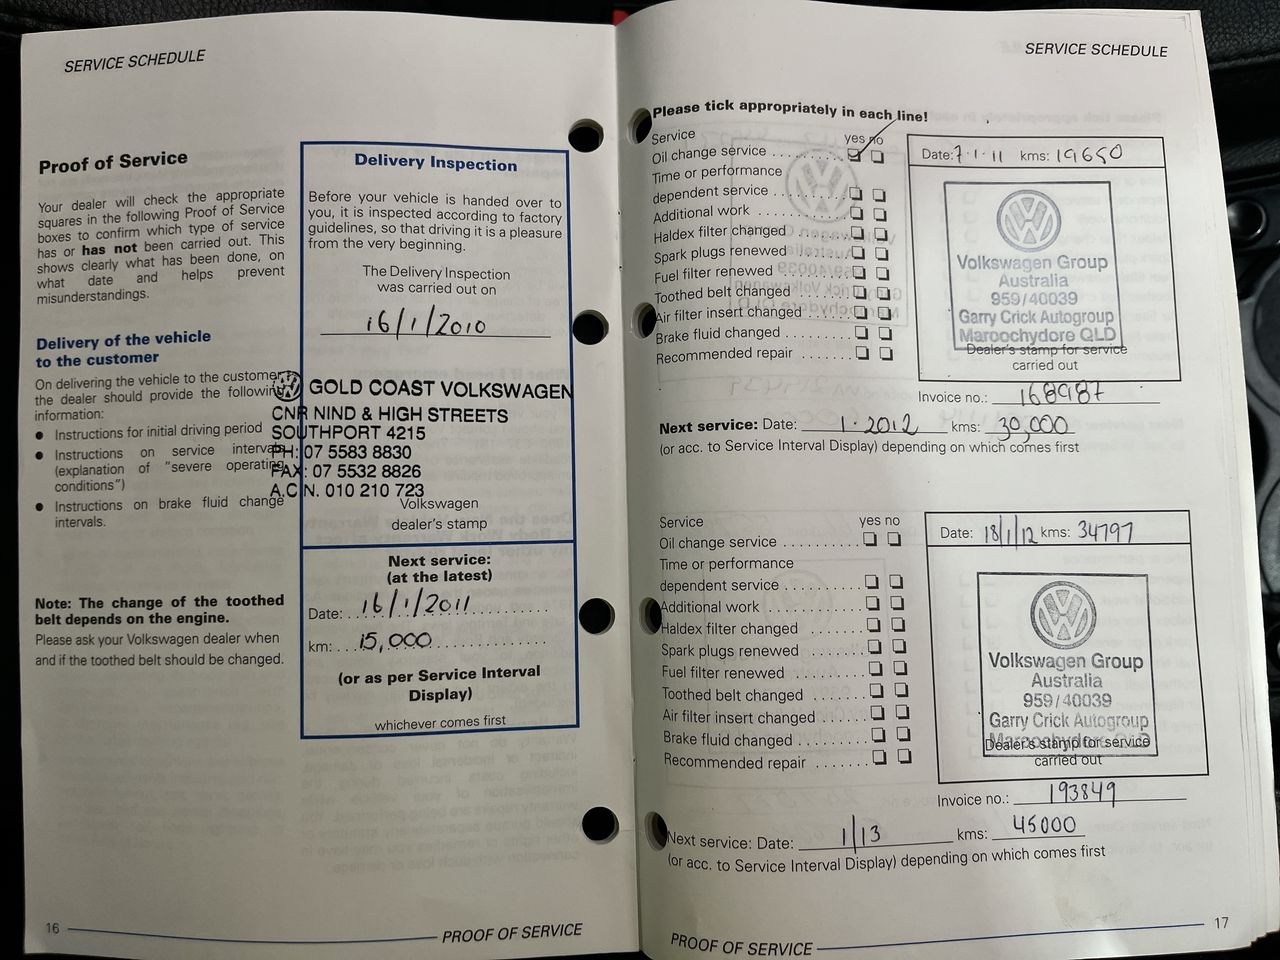 SERVICE SCHEDULE
Proof of Service
Your dealer will check the appropriate
squares in the following Proof of Service
boxes to confirm which type of service
has or has not been carried out. This
shows clearly what has been done, on
what date and helps prevent
misunderstandings.
Delivery of the vehicle
to the customer
On delivering the vehicle to the customer
the dealer should provide the following
information:
Instructions for initial driving period
Instructions on service intervals
(explanation of "severe operating
conditions")
Instructions on brake fluid change
intervals.
Note: The change of the toothed
belt depends on the engine.
Please ask your Volkswagen dealer when
and if the toothed belt should be changed.
Delivery Inspection
Before your vehicle is handed over to
you, it is inspected according to factory
guidelines, so that driving it is a pleasure
from the very beginning.
The Delivery Inspection
was carried out on
16/1/2010
GOLD COAST VOLKSWAGEN
CNR NIND & HIGH STREETS
SOUTHPORT 4215
PH: 07 5583 8830
FAX: 07 5532 8826
A.C.N. 010 210 723
Volkswagen
dealer's stamp
Next service:
(at the latest)
Date: 16/1/2011
km: 15,000
(or as per Service Interval
Display)
whichever comes first
16
PROOF OF SERVICE
SERVICE SCHEDULE
Please tick appropriately in each line!
Service yes no
Oil change service
Time or performance
dependent service
Additional work
Haldex filter changed
Spark plugs renewed
Fuel filter renewed
Toothed belt changed
Air filter insert changed
Brake fluid changed
Recommended repair
Date: 7.1.11 kms: 19650
Volkswagen Group
Australia
959/40039
Garry Crick Autogroup
Maroochydore QLD
Dealer's stamp for service
carried out
Invoice no.: 168987
Next service: Date: 1.2012 kms: 30,000
(or acc. to Service Interval Display) depending on which comes first
Service yes no
Oil change service
Time or performance
dependent service
Additional work
Haldex filter changed
Spark plugs renewed
Fuel filter renewed
Toothed belt changed
Air filter insert changed
Brake fluid changed
Recommended repair
Date: 18/1/12 kms: 34797
Volkswagen Group
Australia
959/40039
Garry Crick Autogroup
Maroochydore QLD
Dealer's stamp for service
carried out
Invoice no.: 193849
Next service: Date: 1/13 kms: 45000
(or acc. to Service Interval Display) depending on which comes first
PROOF OF SERVICE
17